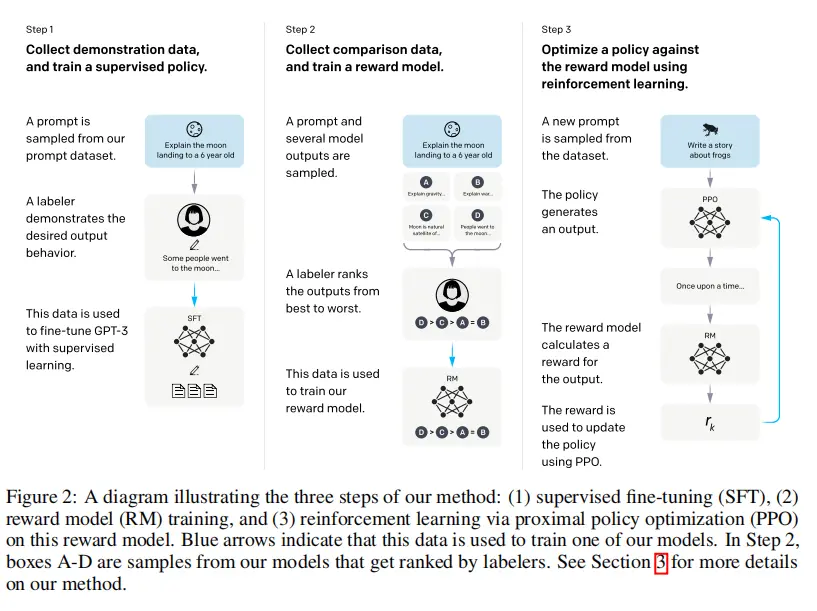 Step 1
Collect demonstration data,
and train a supervised policy.
A prompt is
sampled from our
prompt dataset.
Explain the moon
landing to a 6 year old
A labeler
demonstrates the
desired output
behavior.
Some people went
to the moon...
This data is used
to fine-tune GPT-3
with supervised
learning.
SFT
Step 2
Collect comparison data,
and train a reward model.
A prompt and
several model
outputs are
sampled.
Explain the moon
landing to a 6 year old
A
Explain gravity...
B
Explain war...
C
Moon is natural
satellite of...
D
People went to
the moon...
A labeler ranks
the outputs from
best to worst.
D > C > A = B
This data is used
to train our
reward model.
RM
D > C > A = B
Step 3
Optimize a policy against
the reward model using
reinforcement learning.
A new prompt
is sampled from
the dataset.
Write a story
about frogs
The policy
generates
an output.
PPO
Once upon a time...
The reward model
calculates a
reward for
the output.
RM
The reward is
used to update
the policy
using PPO.
rk
Figure 2: A diagram illustrating the three steps of our method: (1) supervised fine-tuning (SFT), (2)
reward model (RM) training, and (3) reinforcement learning via proximal policy optimization (PPO)
on this reward model. Blue arrows indicate that this data is used to train one of our models. In Step 2,
boxes A-D are samples from our models that get ranked by labelers. See Section 3 for more details
on our method.